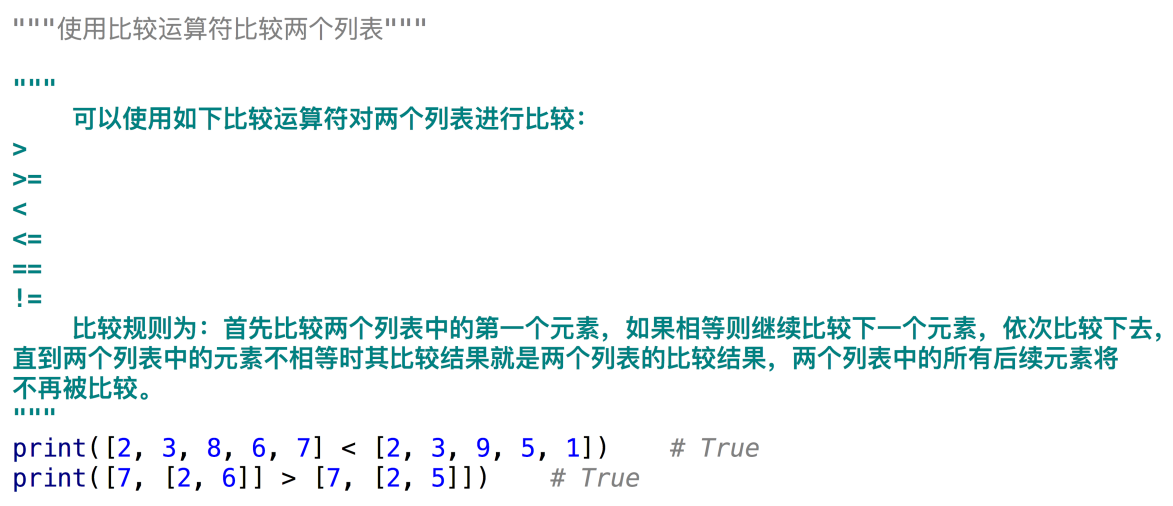 """使用比较运算符比较两个列表"""
"""
可以使用如下比较运算符对两个列表进行比较：
>
>=
<
<=
==
!=
比较规则为：首先比较两个列表中的第一个元素，如果相等则继续比较下一个元素，依次比较下去，
直到两个列表中的元素不相等时其比较结果就是两个列表的比较结果，两个列表中的所有后续元素将
不再被比较。
"""
print([2, 3, 8, 6, 7] < [2, 3, 9, 5, 1])    # True
print([7, [2, 6]] > [7, [2, 5]])    # True